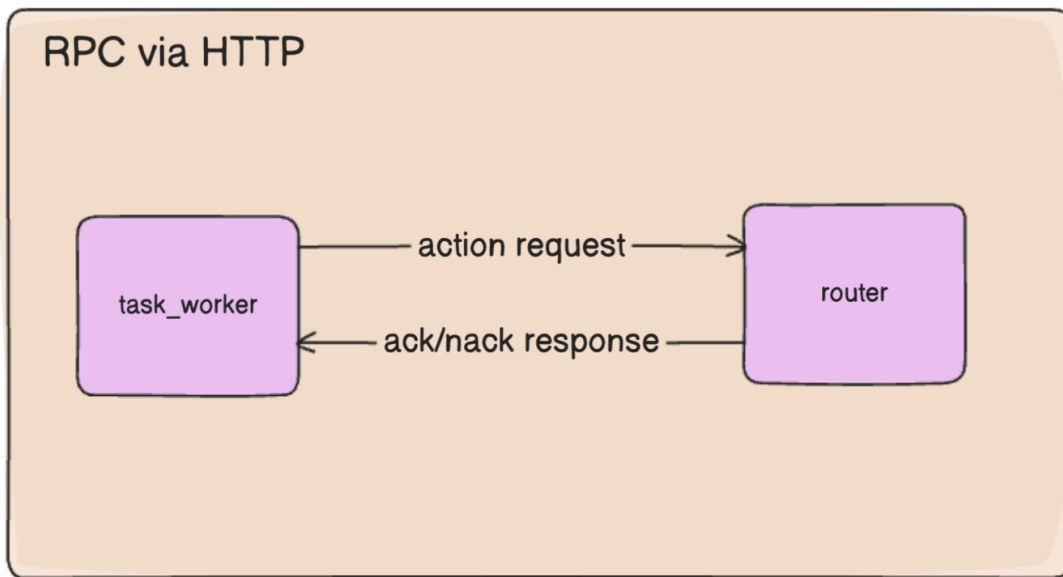 RPC via HTTP
action request
task_worker
router
ack/nack response